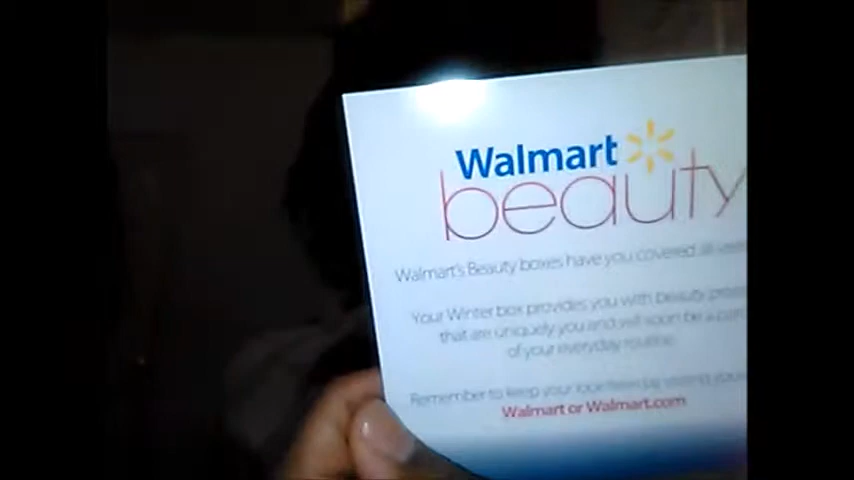 Walmart
beauty
Walmart's Beauty boxes have you covered all
Your Winter box provides you with beauty
that are uniquely you and will soon be a
of your everyday routine.
Remember to keep your look fresh by visiting
Walmart or Walmart.com